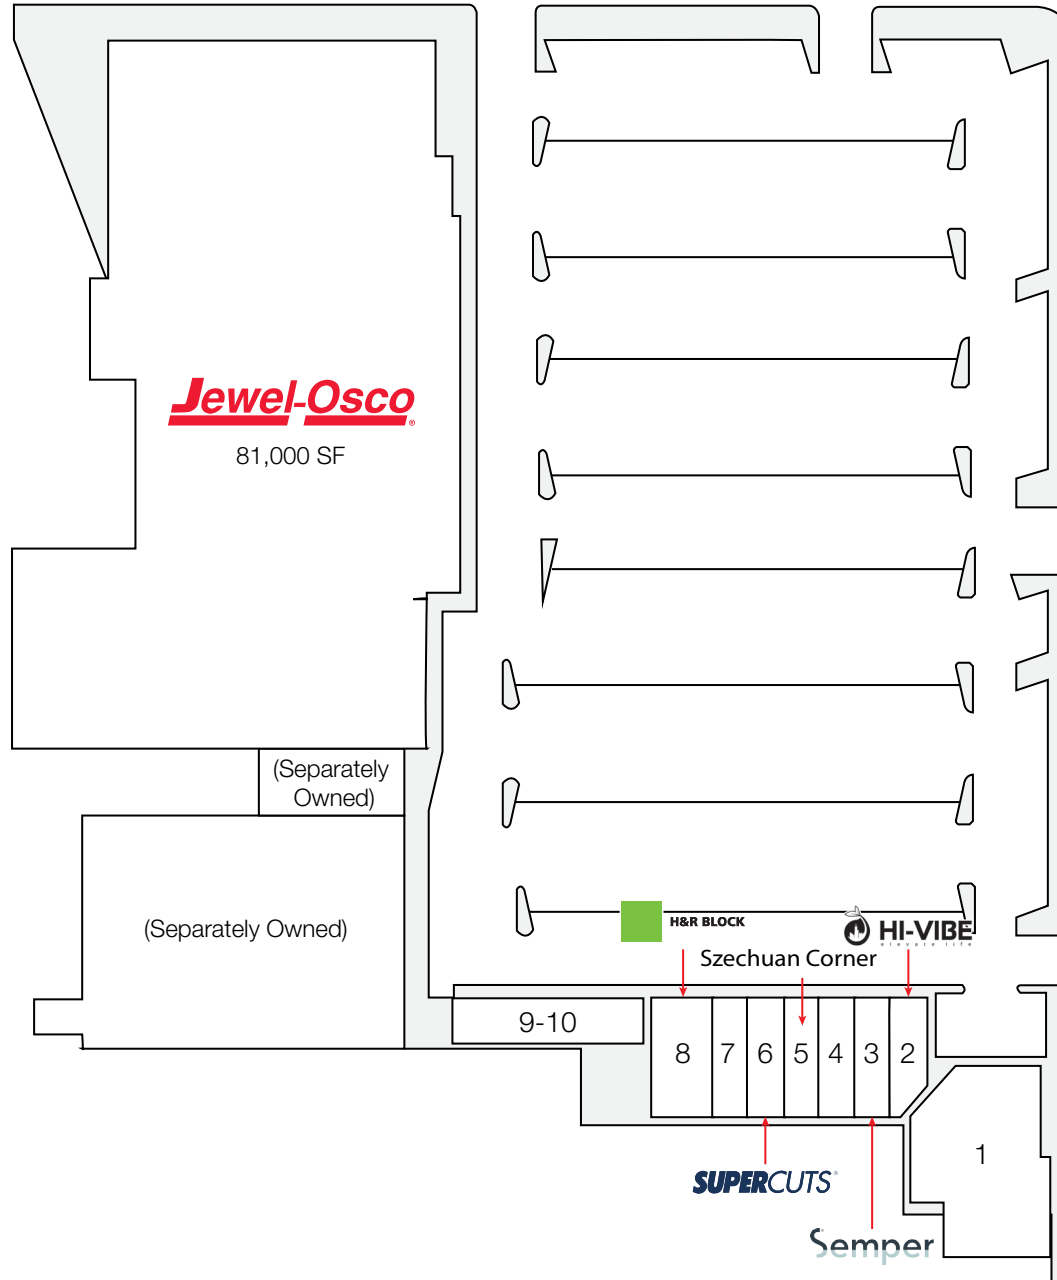 Jewel-Osco®
81,000 SF
(Separately
Owned)
(Separately Owned)
H&R BLOCK
HI-VIBE
elevate life
Szechuan Corner
9-10
8
7
6
5
4
3
2
1
SUPERCUTS
Semper